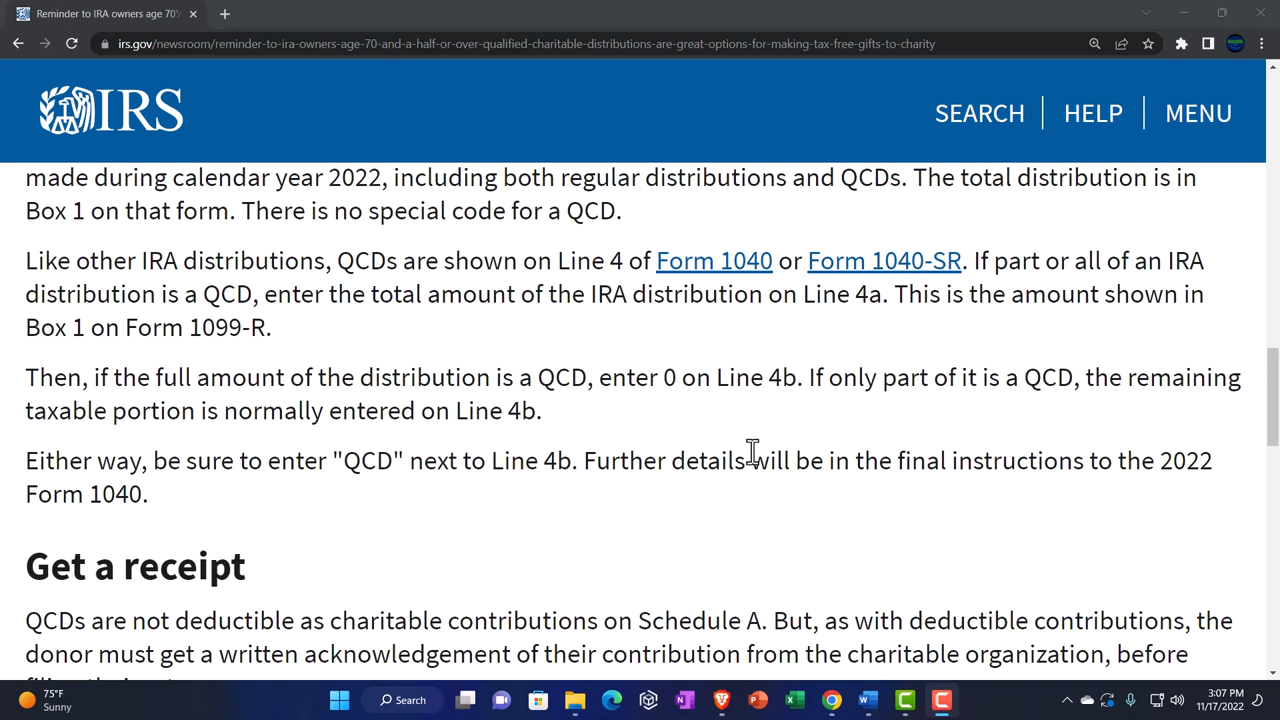 Reminder to IRA owners age 70½
irs.gov/newsroom/reminder-to-ira-owners-age-70-and-a-half-or-over-qualified-charitable-distributions-are-great-options-for-making-tax-free-gifts-to-charity
IRS
SEARCH
HELP
MENU
made during calendar year 2022, including both regular distributions and QCDs. The total distribution is in
Box 1 on that form. There is no special code for a QCD.
Like other IRA distributions, QCDs are shown on Line 4 of Form 1040 or Form 1040-SR. If part or all of an IRA
distribution is a QCD, enter the total amount of the IRA distribution on Line 4a. This is the amount shown in
Box 1 on Form 1099-R.
Then, if the full amount of the distribution is a QCD, enter 0 on Line 4b. If only part of it is a QCD, the remaining
taxable portion is normally entered on Line 4b.
Either way, be sure to enter "QCD" next to Line 4b. Further details will be in the final instructions to the 2022
Form 1040.
Get a receipt
QCDs are not deductible as charitable contributions on Schedule A. But, as with deductible contributions, the
donor must get a written acknowledgement of their contribution from the charitable organization, before
75°F
Sunny
Search
3:07 PM
11/17/2022